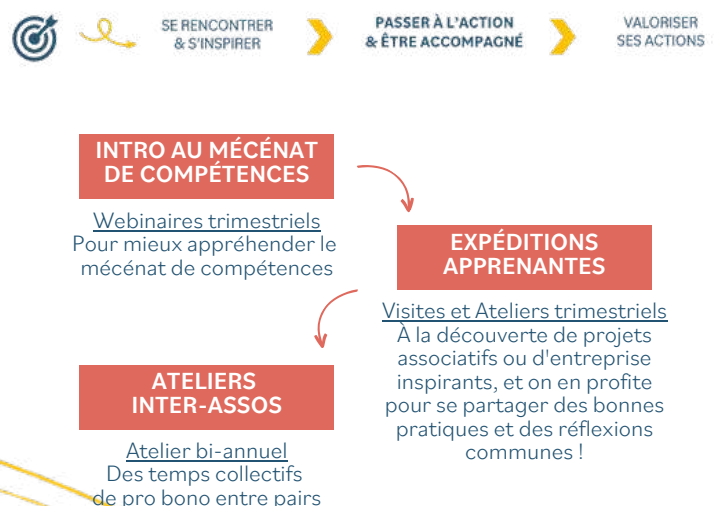 SE RENCONTRER
& S'INSPIRER
PASSER À L'ACTION
& ÊTRE ACCOMPAGNÉ
VALORISER
SES ACTIONS
INTRO AU MÉCÉNAT
DE COMPÉTENCES
Webinaires trimestriels
Pour mieux appréhender le
mécénat de compétences
EXPÉDITIONS
APPRENANTES
Visites et Ateliers trimestriels
À la découverte de projets
associatifs ou d'entreprise
inspirants, et on en profite
pour se partager des bonnes
pratiques et des réflexions
communes !
ATELIERS
INTER-ASSOS
Atelier bi-annuel
Des temps collectifs
de pro bono entre pairs